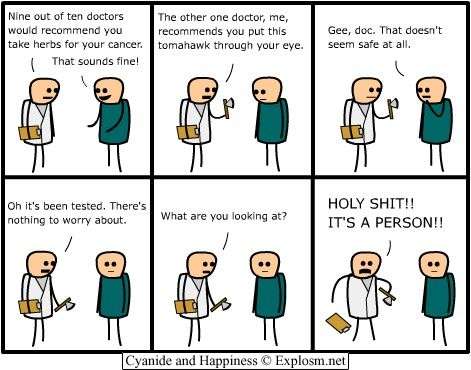 Nine out of ten doctors
would recommend you
take herbs for your cancer.
That sounds fine!
The other one doctor, me,
recommends you put this
tomahawk through your eye.
Gee, doc. That doesn't
seem safe at all.
Oh it's been tested. There's
nothing to worry about.
What are you looking at?
HOLY SHIT!!
IT'S A PERSON!!
Cyanide and Happiness © Explosm.net